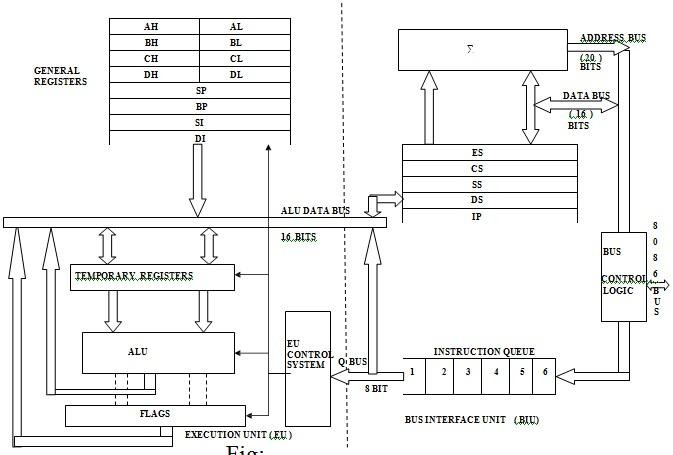 AH AL
BH BL
CH CL
DH DL
SP
BP
SI
DI
GENERAL
REGISTERS
Σ
ADDRESS BUS
( 20 )
BITS
DATA BUS
( 16 )
BITS
ES
CS
SS
DS
IP
ALU DATA BUS
16 BITS
TEMPORARY REGISTERS
ALU
FLAGS
EU
CONTROL
SYSTEM
EXECUTION UNIT ( EU )
Q BUS
8 BIT
INSTRUCTION QUEUE
1 2 3 4 5 6
BUS INTERFACE UNIT ( BIU)
BUS
CONTROL
LOGIC
8
0
8
6
B
U
S
Fig: